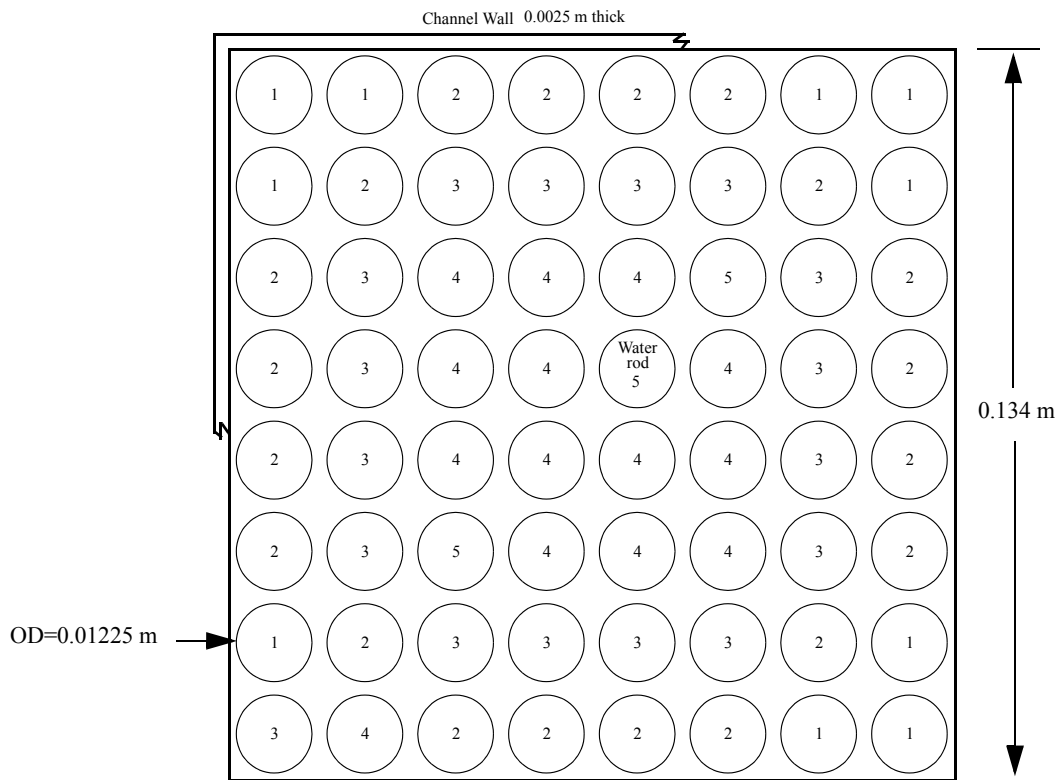 Channel Wall 0.0025 m thick
1 1 2 2 2 2 1 1
1 2 3 3 3 3 2 1
2 3 4 4 4 5 3 2
Water
rod
2 3 4 4 5 4 3 2
0.134 m
2 3 4 4 4 4 3 2
2 3 5 4 4 4 3 2
OD=0.01225 m
1 2 3 3 3 3 2 1
3 4 2 2 2 2 1 1